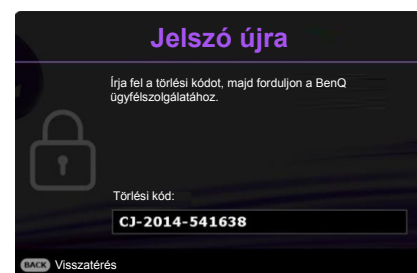 Jelszó újra
Írja fel a törlési kódot, majd forduljon a BenQ
ügyfélszolgálatához.
Törlési kód:
CJ-2014-541638
BACK Visszatérés